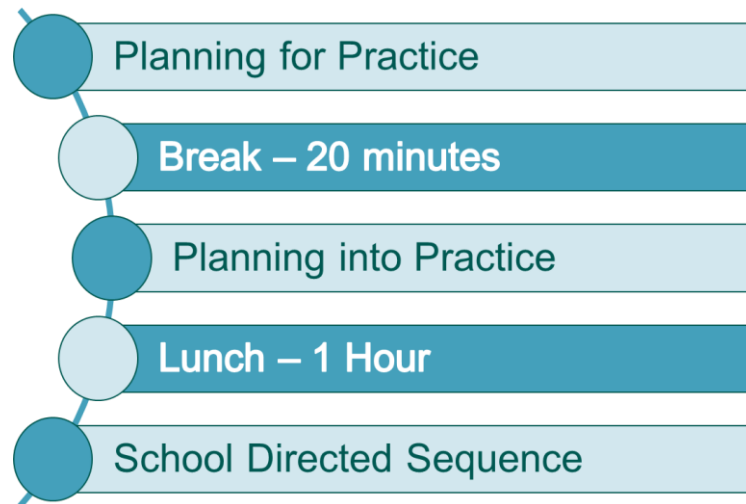 Planning for Practice
Break – 20 minutes
Planning into Practice
Lunch – 1 Hour
School Directed Sequence